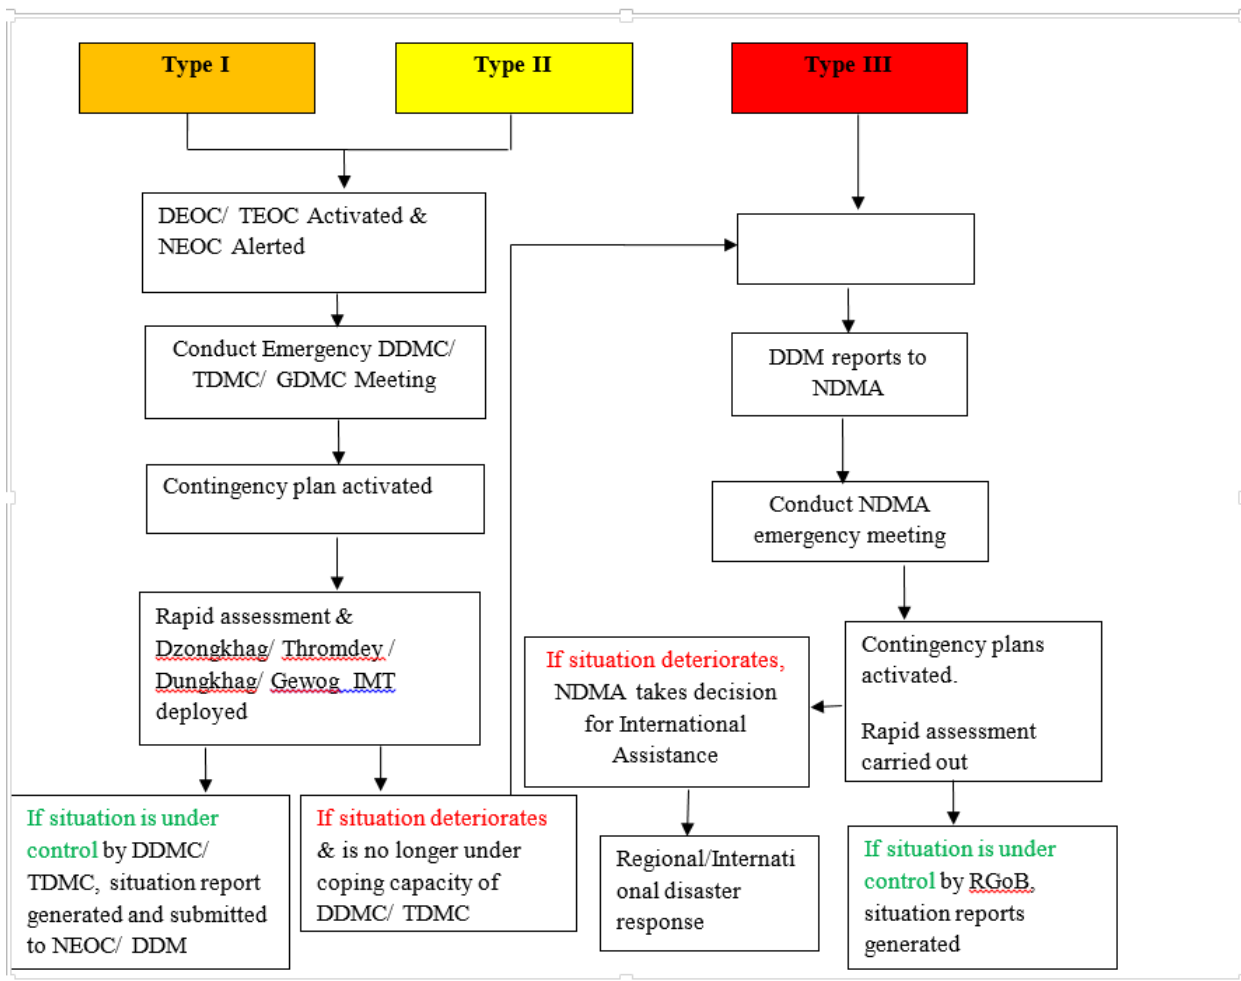 Type I
Type II
Type III
DEOC/ TEOC Activated &
NEOC Alerted
Conduct Emergency DDMC/
TDMC/ GDMC Meeting
Contingency plan activated
Rapid assessment &
Dzongkhag/ Thromdey /
Dungkhag/ Gewog IMT
deployed
If situation is under
control by DDMC/
TDMC, situation report
generated and submitted
to NEOC/ DDM
If situation deteriorates
& is no longer under
coping capacity of
DDMC/ TDMC
DDM reports to
NDMA
Conduct NDMA
emergency meeting
Contingency plans
activated.
Rapid assessment
carried out
If situation deteriorates,
NDMA takes decision
for International
Assistance
Regional/Internati
onal disaster
response
If situation is under
control by RGoB,
situation reports
generated